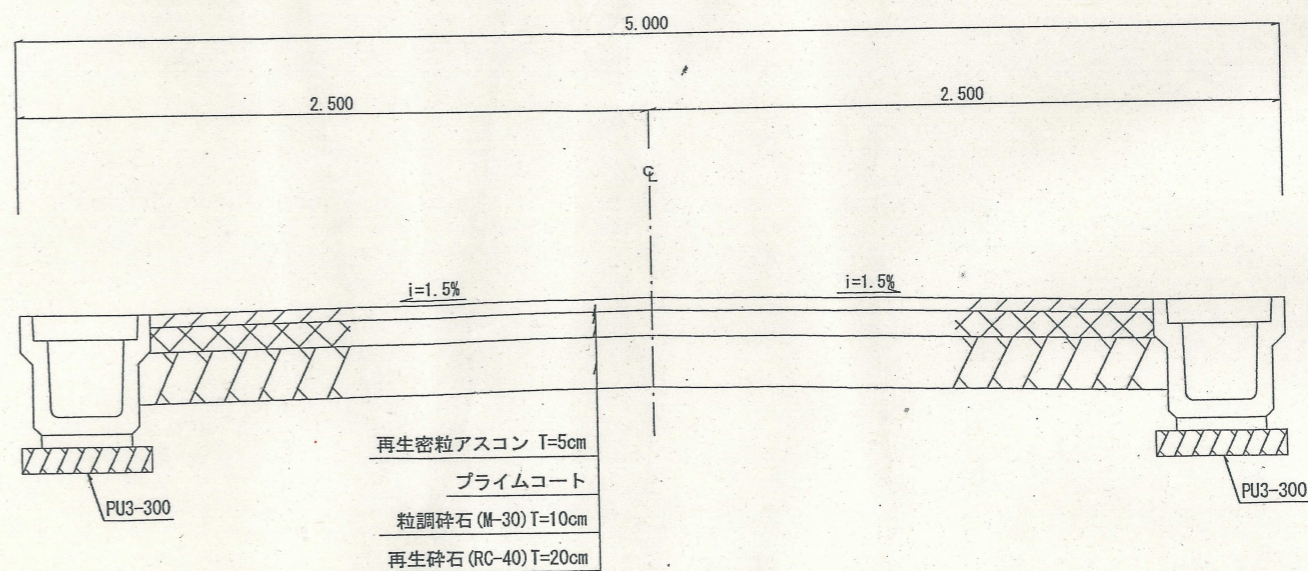 5.000
2.500
2.500
℄
i=1.5%
i=1.5%
再生密粒アスコン T=5cm
プライムコート
粒調砕石(M-30)T=10cm
再生砕石(RC-40)T=20cm
PU3-300
PU3-300